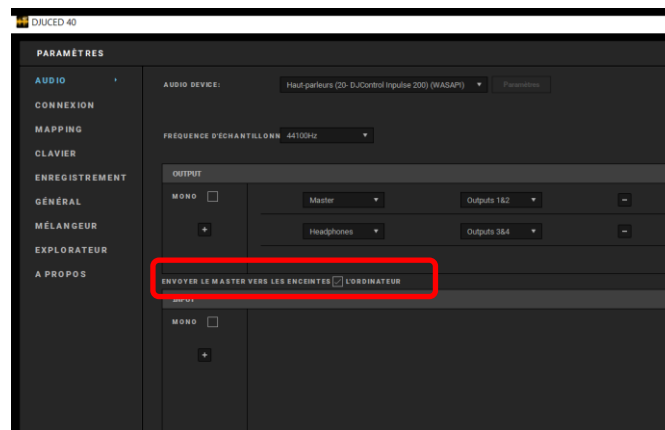 DJUCED 40
PARAMÈTRES
AUDIO
CONNEXION
MAPPING
CLAVIER
ENREGISTREMENT
GÉNÉRAL
MÉLANGEUR
EXPLORATEUR
A PROPOS
AUDIO DEVICE: Haut-parleurs (20- DJControl Inpulse 200) (WASAPI) Paramètres
FRÉQUENCE D'ÉCHANTILLONN 44100Hz
OUTPUT
MONO Master Outputs 1&2 −
+ Headphones Outputs 3&4 −
ENVOYER LE MASTER VERS LES ENCEINTES L'ORDINATEUR
INPUT
MONO
+